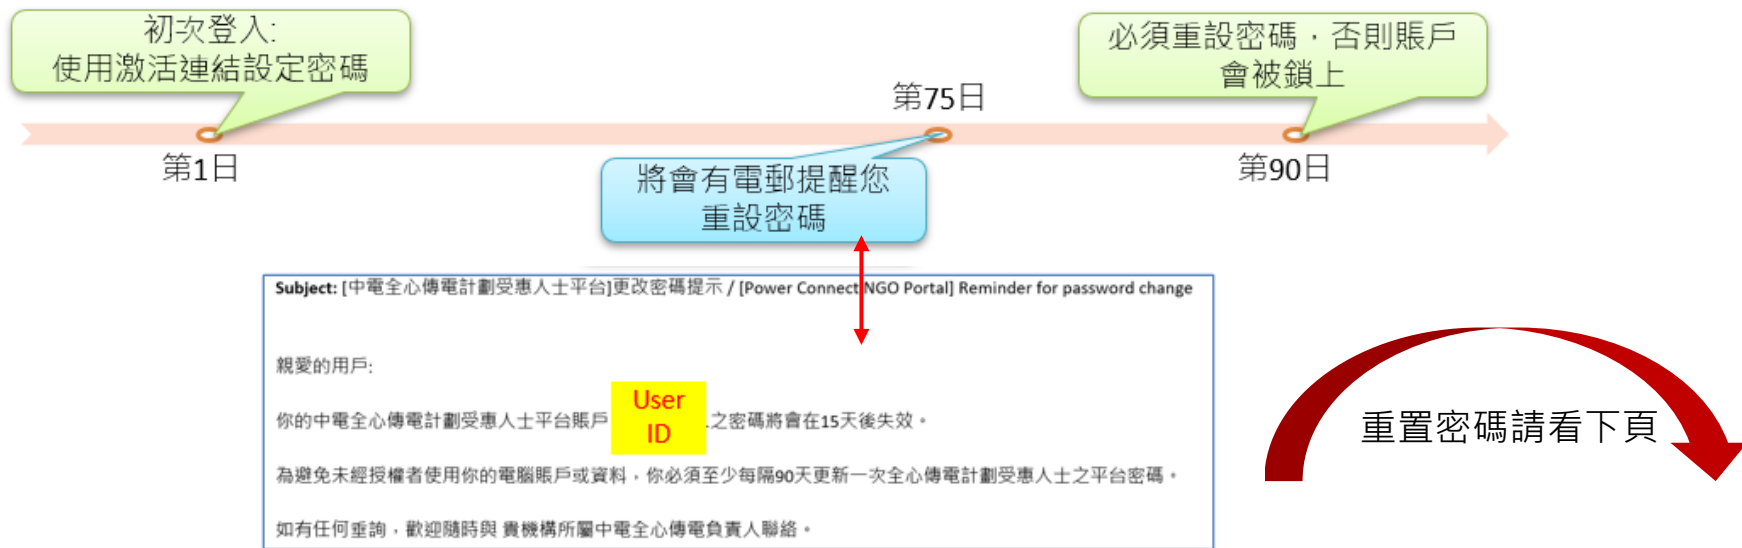 初次登入:
使用激活連結設定密碼
必須重設密碼，否則賬戶
會被鎖上
第75日
第1日
第90日
將會有電郵提醒您
重設密碼
Subject: [中電全心傳電計劃受惠人士平台]更改密碼提示 / [Power Connect NGO Portal] Reminder for password change
親愛的用戶:
你的中電全心傳電計劃受惠人士平台賬戶 User ID 之密碼將會在15天後失效。
為避免未經授權者使用你的電腦賬戶或資料，你必須至少每隔90天更新一次全心傳電計劃受惠人士之平台密碼。
如有任何垂詢，歡迎隨時與 貴機構所屬中電全心傳電負責人聯絡。
重置密碼請看下頁